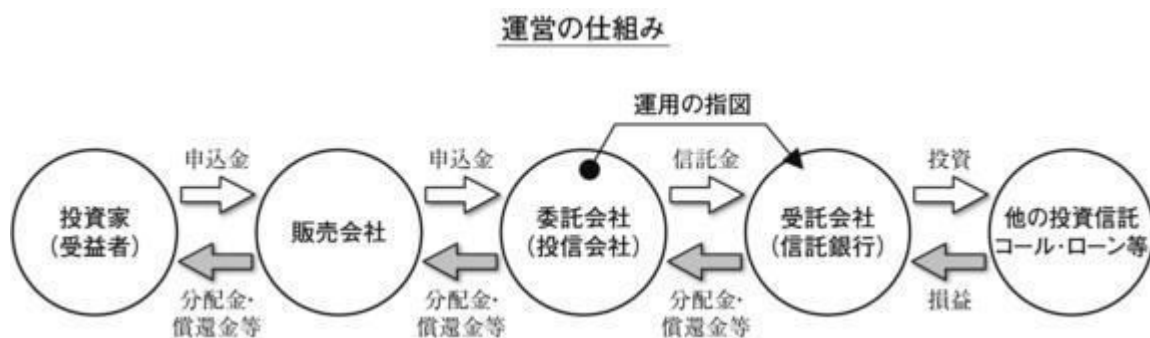 運営の仕組み
運用の指図
申込金
申込金
信託金
投資
投資家
(受益者)
販売会社
委託会社
(投信会社)
受託会社
(信託銀行)
他の投資信託
コール・ローン等
分配金・
償還金等
分配金・
償還金等
分配金・
償還金等
損益